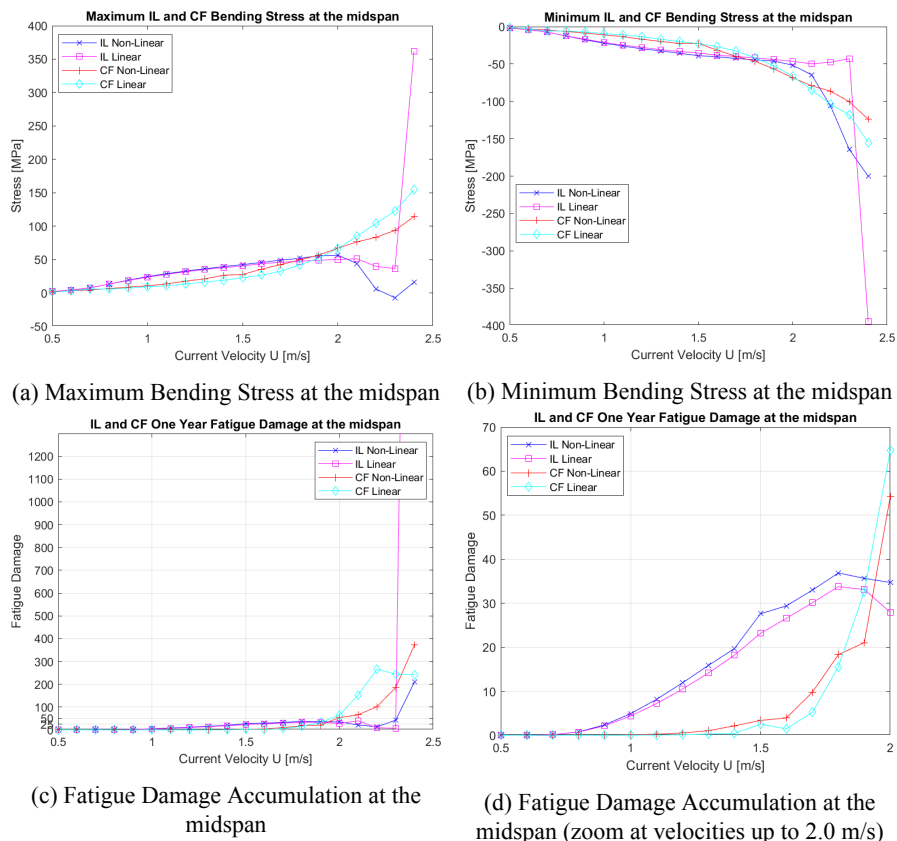 Maximum IL and CF Bending Stress at the midspan
400
350
300
250
200
150
100
50
0
-50
Stress [MPa]
IL Non-Linear
IL Linear
CF Non-Linear
CF Linear
0.5 1 1.5 2 2.5
Current Velocity U [m/s]
(a) Maximum Bending Stress at the midspan
Minimum IL and CF Bending Stress at the midspan
0
-50
-100
-150
-200
-250
-300
-350
-400
Stress [MPa]
IL Non-Linear
IL Linear
CF Non-Linear
CF Linear
0.5 1 1.5 2 2.5
Current Velocity U [m/s]
(b) Minimum Bending Stress at the midspan
IL and CF One Year Fatigue Damage at the midspan
1200
1100
1000
900
800
700
600
500
400
300
200
100
50
25
0
Fatigue Damage
IL Non-Linear
IL Linear
CF Non-Linear
CF Linear
0.5 1 1.5 2 2.5
Current Velocity U [m/s]
(c) Fatigue Damage Accumulation at the
midspan
IL and CF One Year Fatigue Damage at the midspan
70
60
50
40
30
20
10
0
Fatigue Damage
IL Non-Linear
IL Linear
CF Non-Linear
CF Linear
0.5 1 1.5 2
Current Velocity U [m/s]
(d) Fatigue Damage Accumulation at the
midspan (zoom at velocities up to 2.0 m/s)